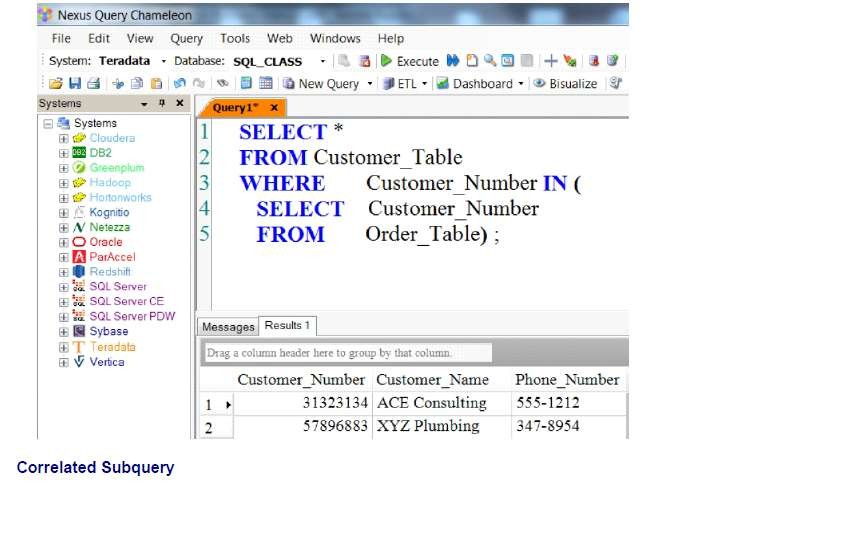 Nexus Query Chameleon
File Edit View Query Tools Web Windows Help
System: Teradata Database: SQL_CLASS Execute
New Query ETL Dashboard Bisualize
Systems
Query1* x
Systems
Cloudera
DB2 DB2
Greenplum
Hadoop
Hortonworks
Kognitio
Netezza
Oracle
ParAccel
Redshift
SQL Server
SQL Server CE
SQL Server PDW
Sybase
Teradata
Vertica
1 SELECT *
2 FROM Customer_Table
3 WHERE Customer_Number IN (
4 SELECT Customer_Number
5 FROM Order_Table) ;
Messages Results 1
Drag a column header here to group by that column.
Customer_Number Customer_Name Phone_Number
1 31323134 ACE Consulting 555-1212
2 57896883 XYZ Plumbing 347-8954
Correlated Subquery